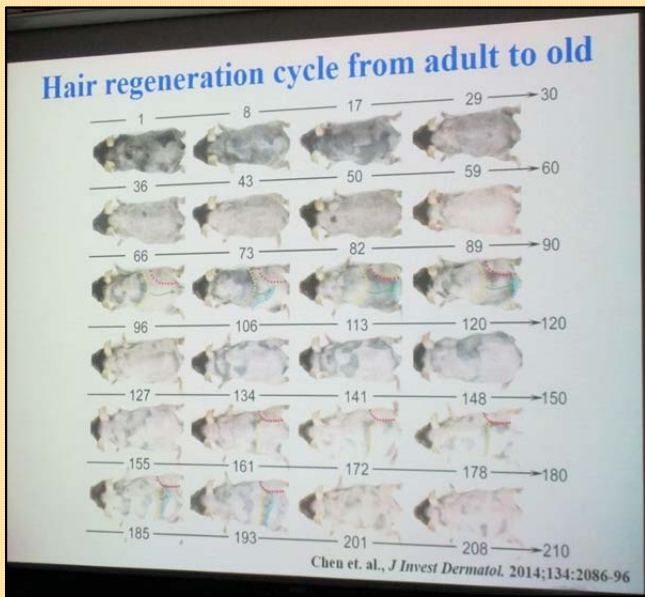 Hair regeneration cycle from adult to old
1 8 17 29 30
36 43 50 59 60
66 73 82 89 90
96 106 113 120 120
127 134 141 148 150
155 161 172 178 180
185 193 201 208 210
Chen et. al., J Invest Dermatol. 2014;134:2086-96